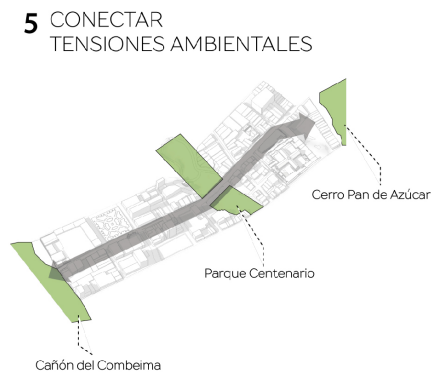 5 CONECTAR
TENSIONES AMBIENTALES
Cerro Pan de Azúcar
Parque Centenario
Cañón del Combeima